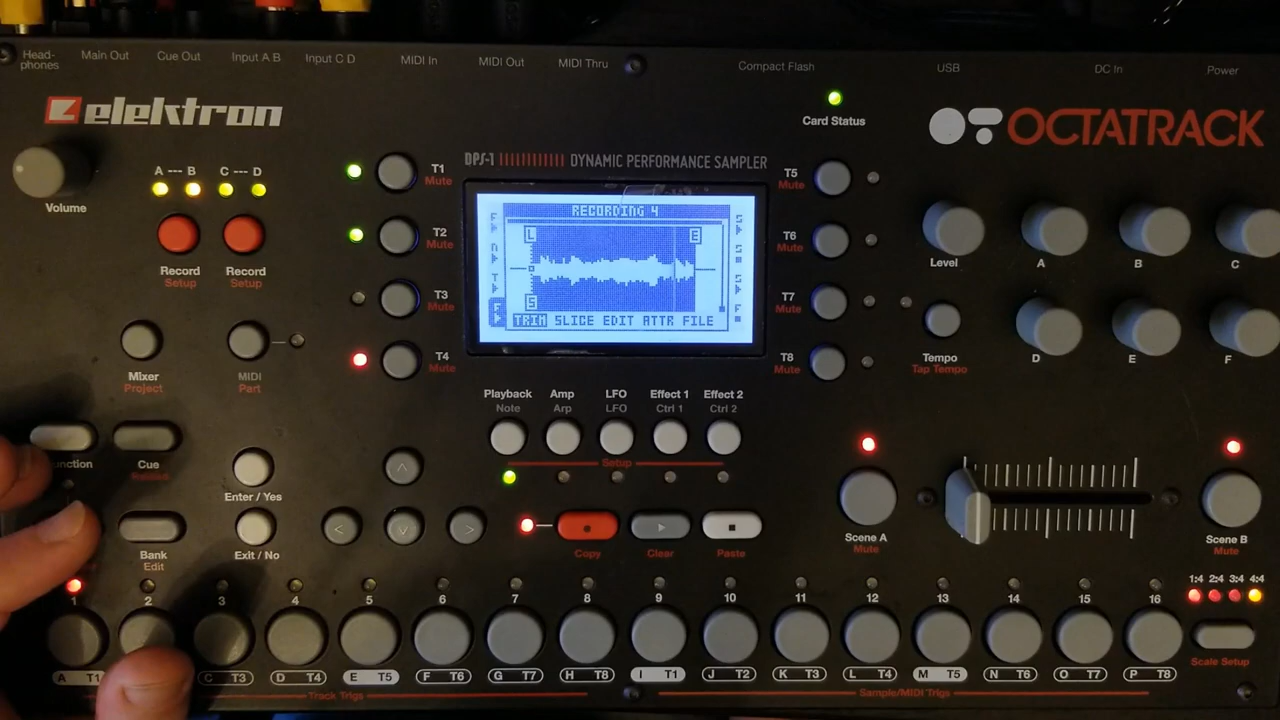 Head-
phones
Main Out
Cue Out
Input A B
Input C D
MIDI In
MIDI Out
MIDI Thru
Compact Flash
USB
DC In
Power
elektron
Card Status
OCTATRACK
DPS-1 DYNAMIC PERFORMANCE SAMPLER
A --- B
C --- D
Volume
Record
Setup
Record
Setup
T1
Mute
T2
Mute
T3
Mute
T4
Mute
RECORDING 4
L
E
S
TRIM SLICE EDIT ATTR FILE
T5
Mute
T6
Mute
T7
Mute
T8
Mute
Level
A
B
C
Tempo
Tap Tempo
D
E
F
Mixer
Project
MIDI
Part
Playback
Note
Amp
Arp
LFO
LFO
Effect 1
Ctrl 1
Effect 2
Ctrl 2
Setup
Cue
Enter / Yes
Exit / No
Bank
Edit
Copy
Clear
Paste
Scene A
Mute
Scene B
Mute
1:4 2:4 3:4 4:4
1 2 3 4 5 6 7 8 9 10 11 12 13 14 15 16
A T1
C T3
D T4
E T5
F T6
G T7
H T8
I T1
J T2
K T3
L T4
M T5
N T6
O T7
P T8
Scale Setup
Track Trigs
Sample/MIDI Trigs